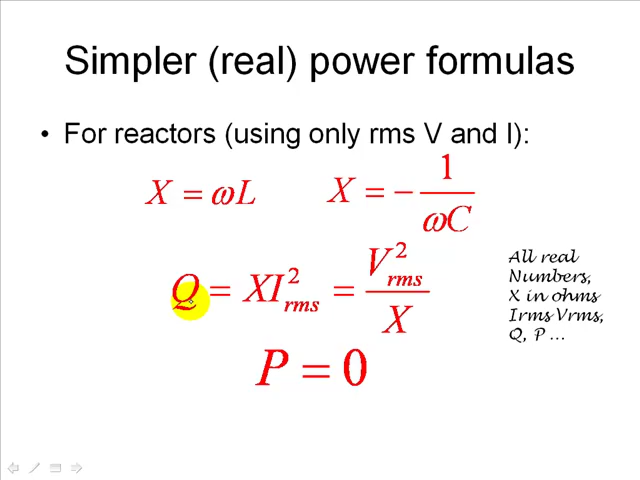 Simpler (real) power formulas
• For reactors (using only rms V and I):
X = ωL   X = − 1/ωC
Q = XI²rms = V²rms/X
P = 0
All real
Numbers,
X in ohms
Irms Vrms,
Q, P ...